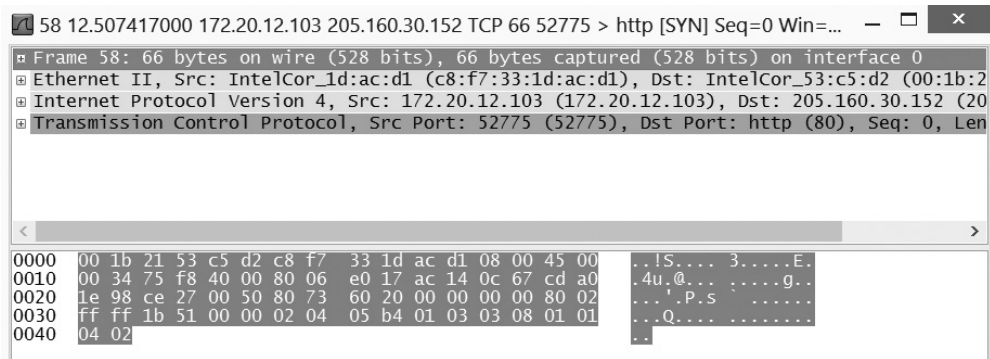 58 12.507417000 172.20.12.103 205.160.30.152 TCP 66 52775 > http [SYN] Seq=0 Win=...
Frame 58: 66 bytes on wire (528 bits), 66 bytes captured (528 bits) on interface 0
Ethernet II, Src: IntelCor_1d:ac:d1 (c8:f7:33:1d:ac:d1), Dst: IntelCor_53:c5:d2 (00:1b:2
Internet Protocol Version 4, Src: 172.20.12.103 (172.20.12.103), Dst: 205.160.30.152 (20
Transmission Control Protocol, Src Port: 52775 (52775), Dst Port: http (80), Seq: 0, Len
0000 00 1b 21 53 c5 d2 c8 f7 33 1d ac d1 08 00 45 00 ..!S.... 3.....E.
0010 00 34 75 f8 40 00 80 06 e0 17 ac 14 0c 67 cd a0 .4u.@... .....g..
0020 1e 98 ce 27 00 50 80 73 60 20 00 00 00 00 80 02 ...'.P.s ` ......
0030 ff ff 1b 51 00 00 02 04 05 b4 01 03 03 08 01 01 ...Q.... ........
0040 04 02 ..